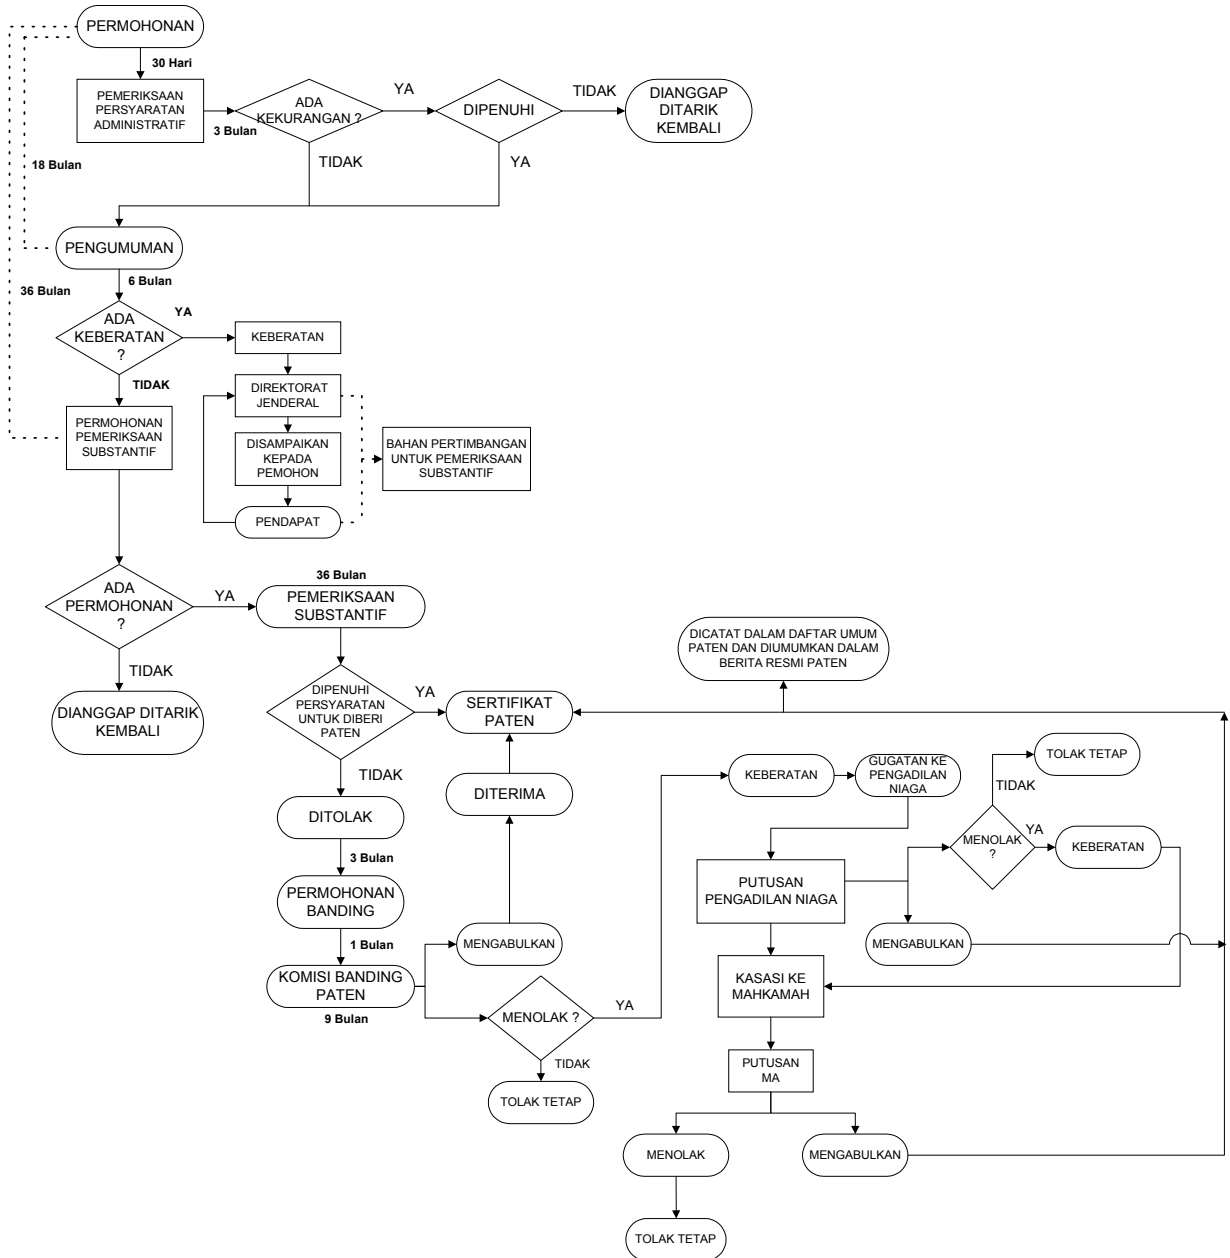 PERMOHONAN
30 Hari
PEMERIKSAAN
PERSYARATAN
ADMINISTRATIF
3 Bulan
ADA
KEKURANGAN ?
YA
DIPENUHI
TIDAK
DIANGGAP
DITARIK
KEMBALI
TIDAK
YA
18 Bulan
PENGUMUMAN
6 Bulan
36 Bulan
ADA
KEBERATAN
?
YA
KEBERATAN
TIDAK
DIREKTORAT
JENDERAL
PERMOHONAN
PEMERIKSAAN
SUBSTANTIF
DISAMPAIKAN
KEPADA
PEMOHON
BAHAN PERTIMBANGAN
UNTUK PEMERIKSAAN
SUBSTANTIF
PENDAPAT
ADA
PERMOHONAN
?
YA
36 Bulan
PEMERIKSAAN
SUBSTANTIF
TIDAK
DIANGGAP DITARIK
KEMBALI
DIPENUHI
PERSYARATAN
UNTUK DIBERI
PATEN
YA
SERTIFIKAT
PATEN
DICATAT DALAM DAFTAR UMUM
PATEN DAN DIUMUMKAN DALAM
BERITA RESMI PATEN
TIDAK
DITOLAK
DITERIMA
3 Bulan
PERMOHONAN
BANDING
1 Bulan
KOMISI BANDING
PATEN
9 Bulan
MENGABULKAN
MENOLAK ?
YA
TIDAK
TOLAK TETAP
KEBERATAN
GUGATAN KE
PENGADILAN
NIAGA
PUTUSAN
PENGADILAN NIAGA
MENOLAK
?
TIDAK
TOLAK TETAP
YA
KEBERATAN
MENGABULKAN
KASASI KE
MAHKAMAH
PUTUSAN
MA
MENOLAK
MENGABULKAN
TOLAK TETAP